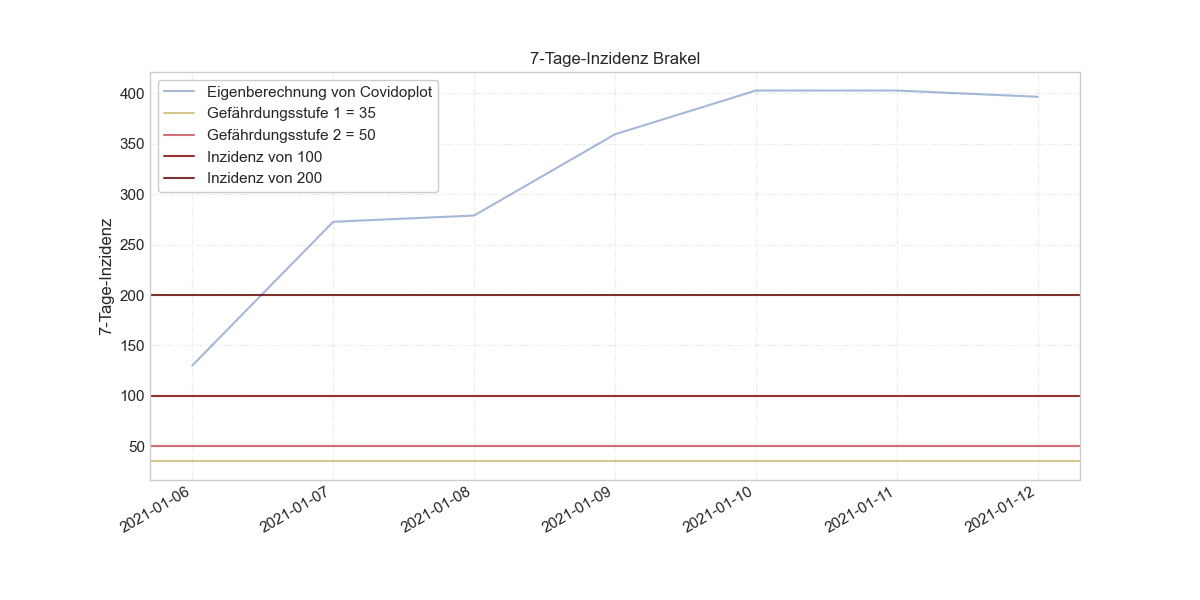 7-Tage-Inzidenz Brakel
Eigenberechnung von Covidoplot
Gefährdungsstufe 1 = 35
Gefährdungsstufe 2 = 50
Inzidenz von 100
Inzidenz von 200
7-Tage-Inzidenz
400
350
300
250
200
150
100
50
2021-01-06
2021-01-07
2021-01-08
2021-01-09
2021-01-10
2021-01-11
2021-01-12